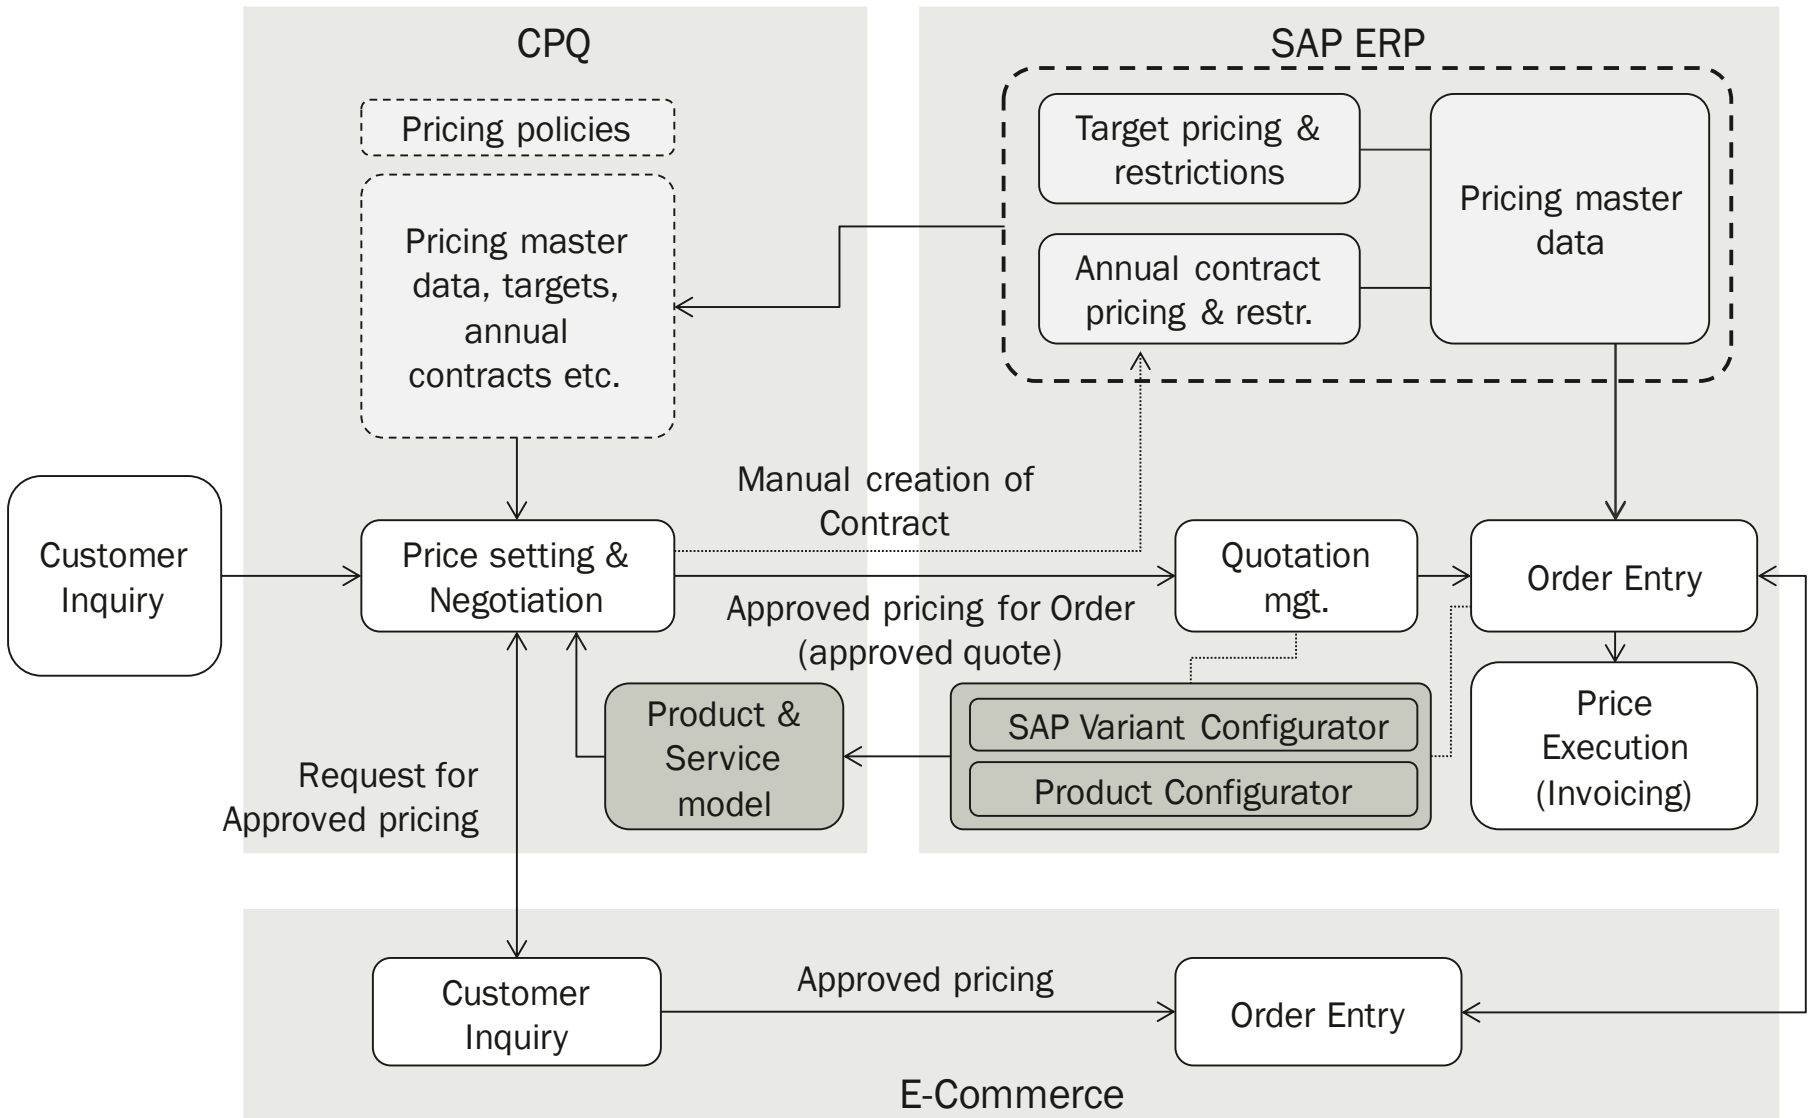 CPQ
Pricing policies
Pricing master
data, targets,
annual
contracts etc.
SAP ERP
Target pricing &
restrictions
Annual contract
pricing & restr.
Pricing master
data
Customer
Inquiry
Price setting &
Negotiation
Manual creation of
Contract
Approved pricing for Order
(approved quote)
Quotation
mgt.
Order Entry
Product &
Service
model
SAP Variant Configurator
Product Configurator
Price
Execution
(Invoicing)
Request for
Approved pricing
Customer
Inquiry
Approved pricing
Order Entry
E-Commerce